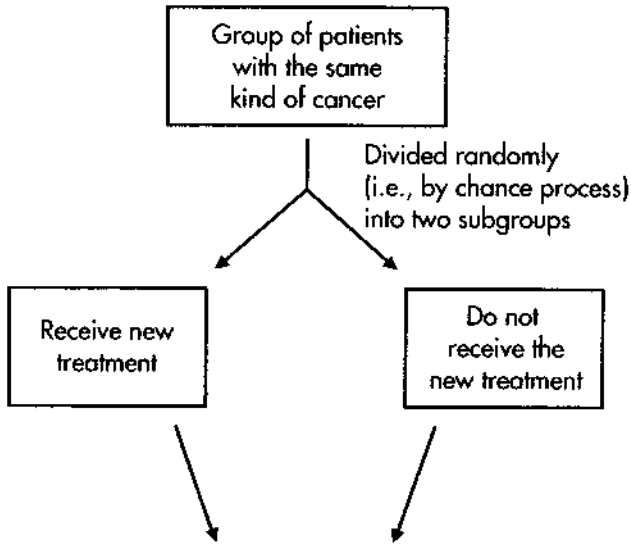 Group of patients
with the same
kind of cancer
Divided randomly
(i.e., by chance process)
into two subgroups
Receive new
treatment
Do not
receive the
new treatment